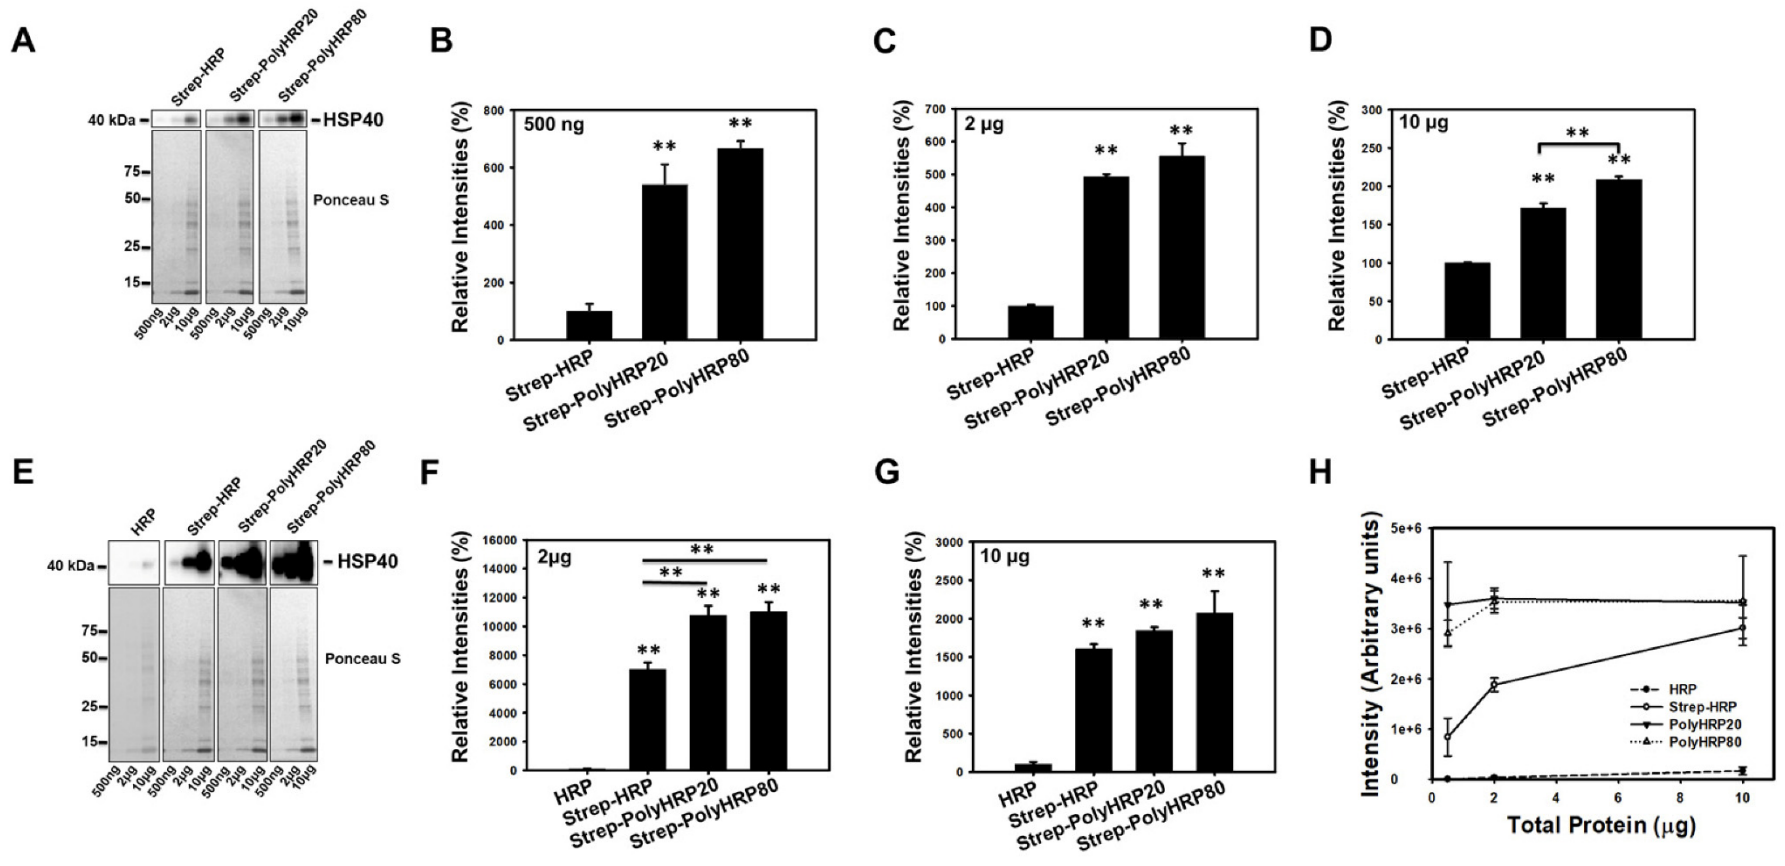 A
Strep-HRP
Strep-PolyHRP20
Strep-PolyHRP80
40 kDa
HSP40
75
50
25
15
Ponceau S
500ng
2µg
10µg
500ng
2µg
10µg
500ng
2µg
10µg
B
Relative Intensities (%)
800
600
400
200
0
500 ng
**
**
Strep-HRP
Strep-PolyHRP20
Strep-PolyHRP80
C
Relative Intensities (%)
700
600
500
400
300
200
100
0
2 µg
**
**
Strep-HRP
Strep-PolyHRP20
Strep-PolyHRP80
D
Relative Intensities (%)
300
250
200
150
100
50
0
10 µg
**
**
**
Strep-HRP
Strep-PolyHRP20
Strep-PolyHRP80
E
HRP
Strep-HRP
Strep-PolyHRP20
Strep-PolyHRP80
40 kDa
HSP40
75
50
25
15
Ponceau S
500ng
2µg
10µg
500ng
2µg
10µg
500ng
2µg
10µg
500ng
2µg
10µg
F
Relative Intensities (%)
16000
14000
12000
10000
8000
6000
4000
2000
0
2µg
**
**
**
**
**
HRP
Strep-HRP
Strep-PolyHRP20
Strep-PolyHRP80
G
Relative Intensities (%)
3000
2500
2000
1500
1000
500
0
10 µg
**
**
**
HRP
Strep-HRP
Strep-PolyHRP20
Strep-PolyHRP80
H
Intensity (Arbitrary units)
5e+6
4e+6
3e+6
2e+6
1e+6
0
HRP
Strep-HRP
PolyHRP20
PolyHRP80
0 2 4 6 8 10
Total Protein (µg)